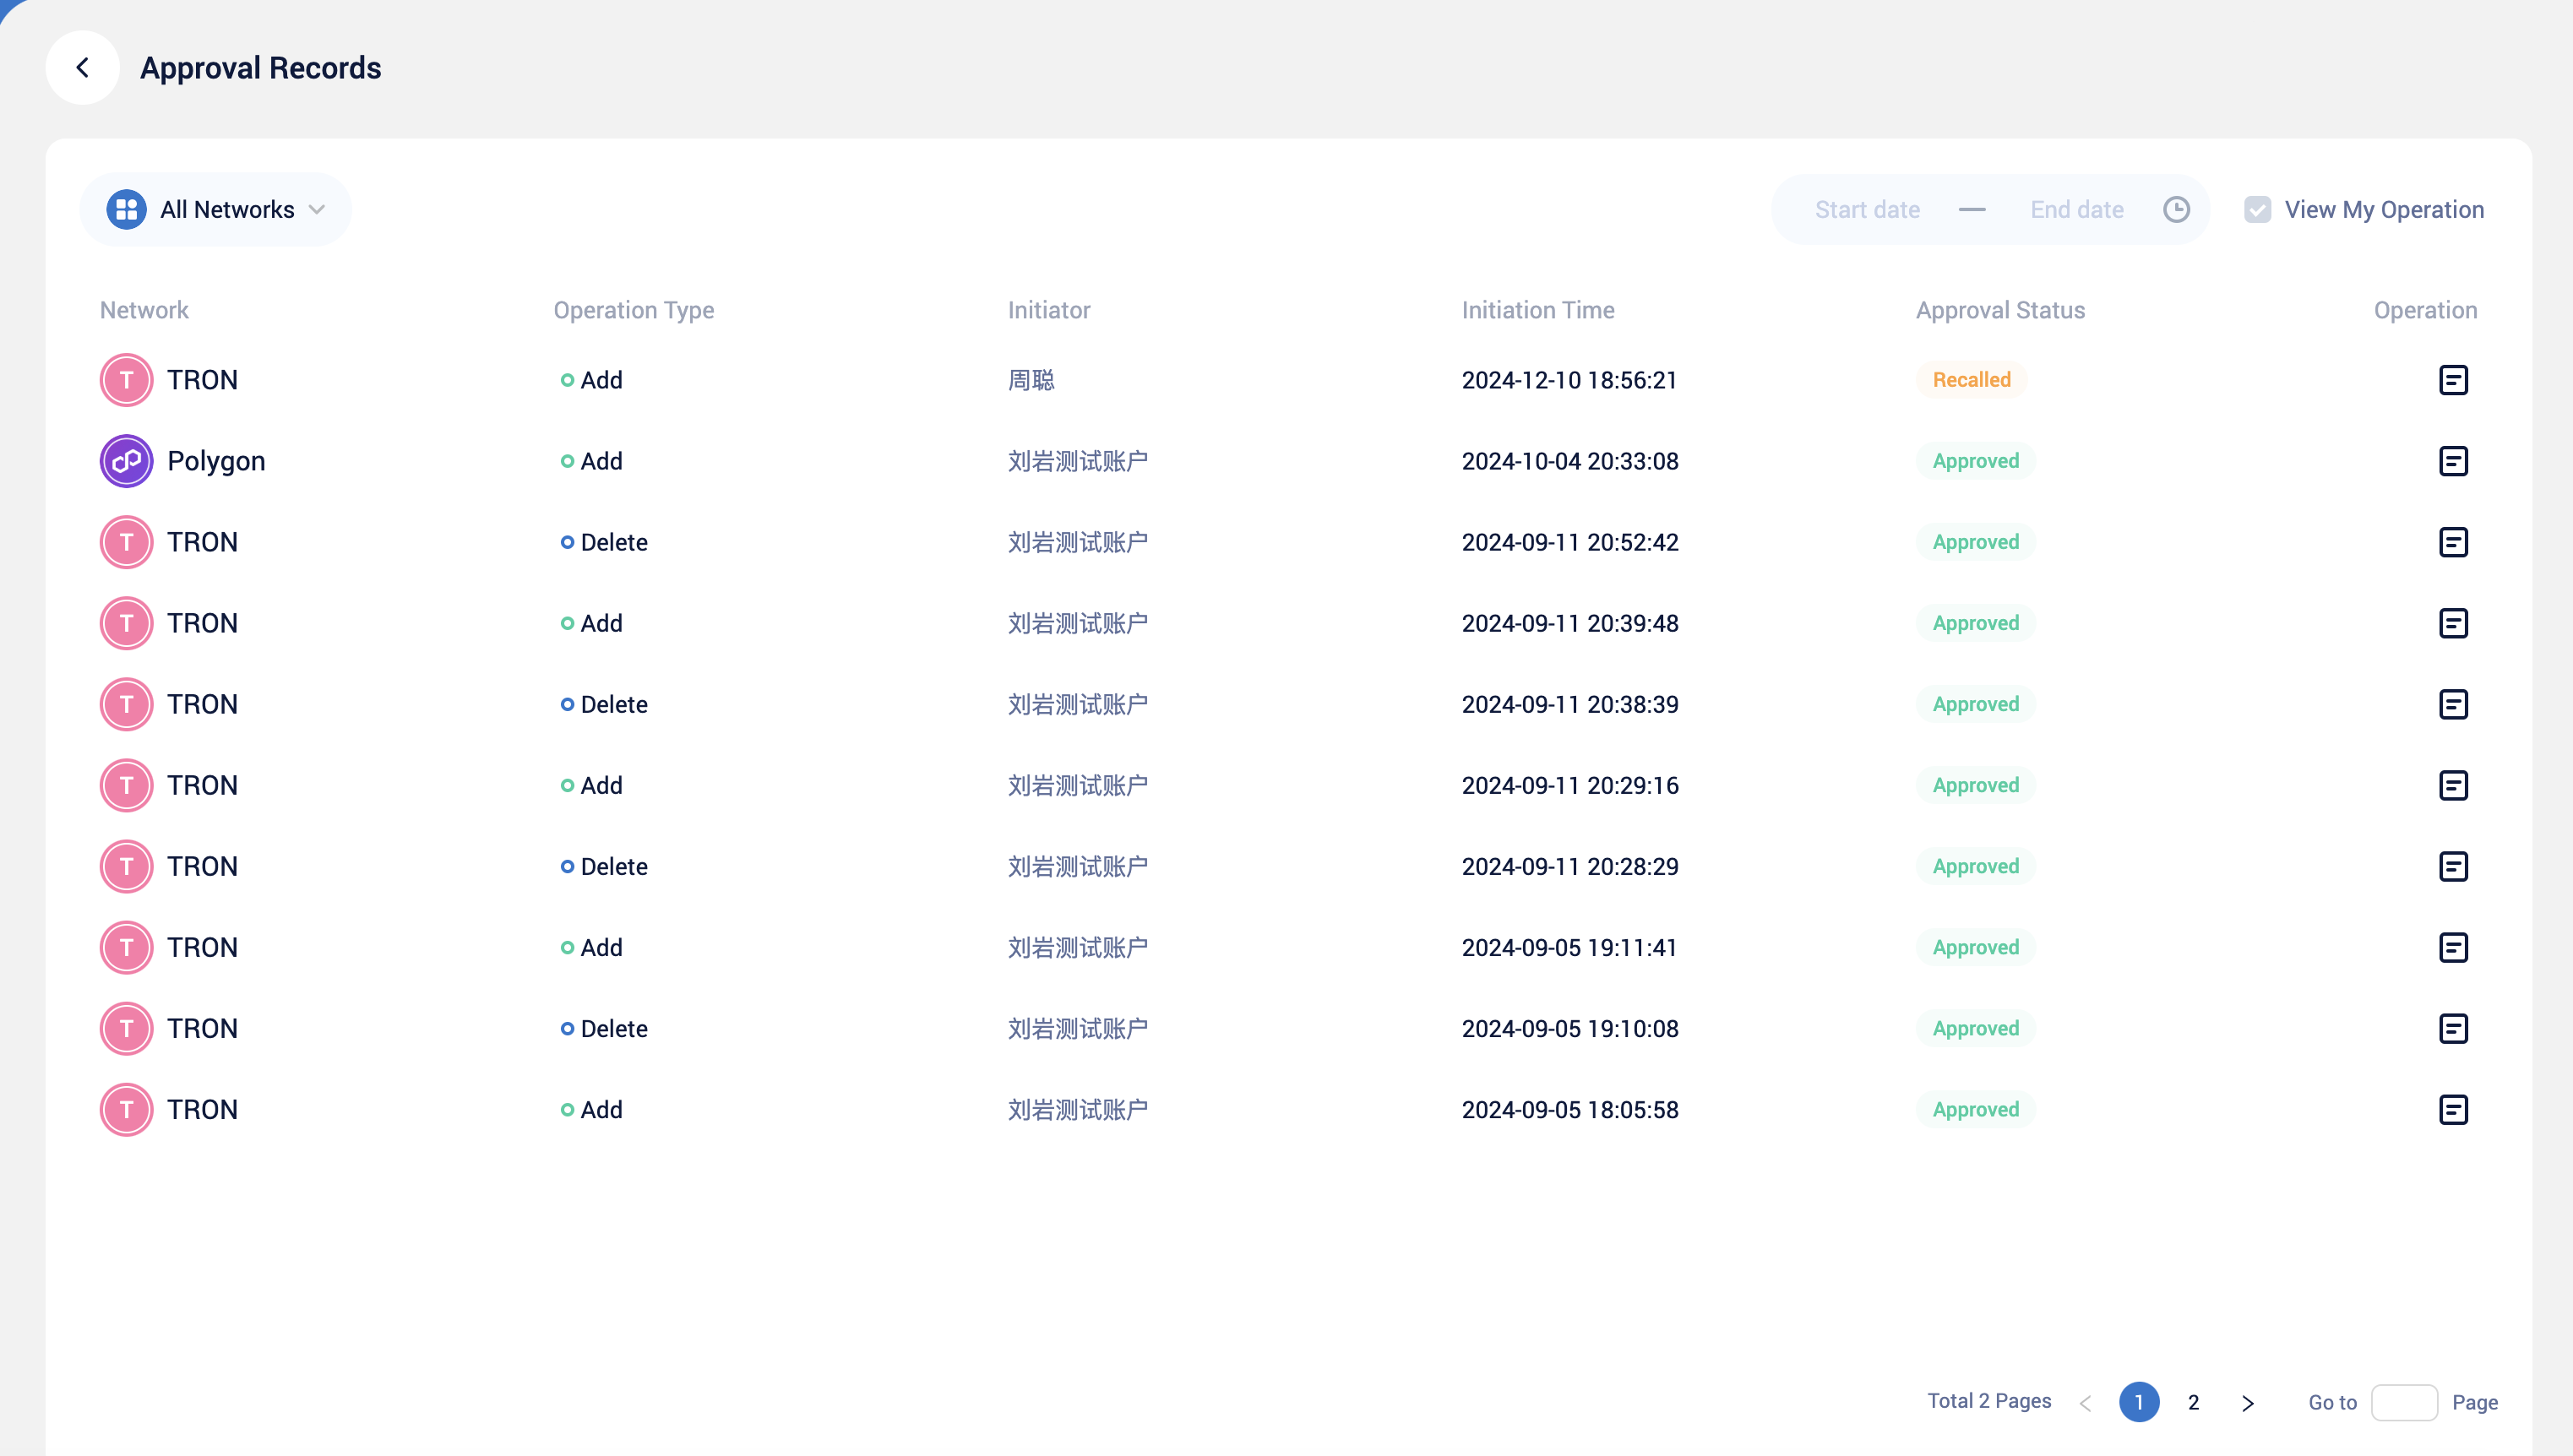 Approval Records
All Networks Start date — End date View My Operation
Network Operation Type Initiator Initiation Time Approval Status Operation
T TRON Add 周聪 2024-12-10 18:56:21 Recalled
Polygon Add 刘岩测试账户 2024-10-04 20:33:08 Approved
T TRON Delete 刘岩测试账户 2024-09-11 20:52:42 Approved
T TRON Add 刘岩测试账户 2024-09-11 20:39:48 Approved
T TRON Delete 刘岩测试账户 2024-09-11 20:38:39 Approved
T TRON Add 刘岩测试账户 2024-09-11 20:29:16 Approved
T TRON Delete 刘岩测试账户 2024-09-11 20:28:29 Approved
T TRON Add 刘岩测试账户 2024-09-05 19:11:41 Approved
T TRON Delete 刘岩测试账户 2024-09-05 19:10:08 Approved
T TRON Add 刘岩测试账户 2024-09-05 18:05:58 Approved
Total 2 Pages < 1 2 > Go to Page